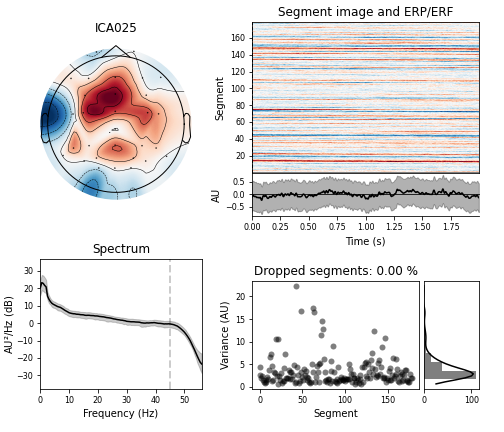 ICA025
Segment image and ERP/ERF
Segment
160
140
120
100
80
60
40
20
AU
0.5
0.0
−0.5
0.00 0.25 0.50 0.75 1.00 1.25 1.50 1.75
Time (s)
Spectrum
AU²/Hz (dB)
30
20
10
0
−10
−20
−30
0 10 20 30 40 50
Frequency (Hz)
Dropped segments: 0.00 %
Variance (AU)
20
15
10
5
0
0 50 100 150
Segment
0 100